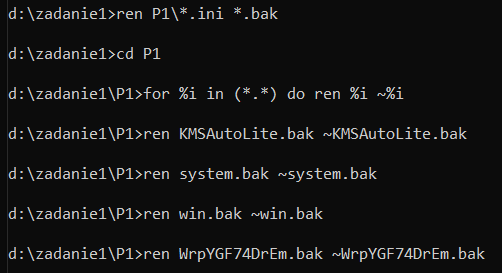 d:\zadanie1>ren P1\*.ini *.bak
d:\zadanie1>cd P1
d:\zadanie1\P1>for %i in (*.*) do ren %i ~%i
d:\zadanie1\P1>ren KMSAutoLite.bak ~KMSAutoLite.bak
d:\zadanie1\P1>ren system.bak ~system.bak
d:\zadanie1\P1>ren win.bak ~win.bak
d:\zadanie1\P1>ren WrpYGF74DrEm.bak ~WrpYGF74DrEm.bak